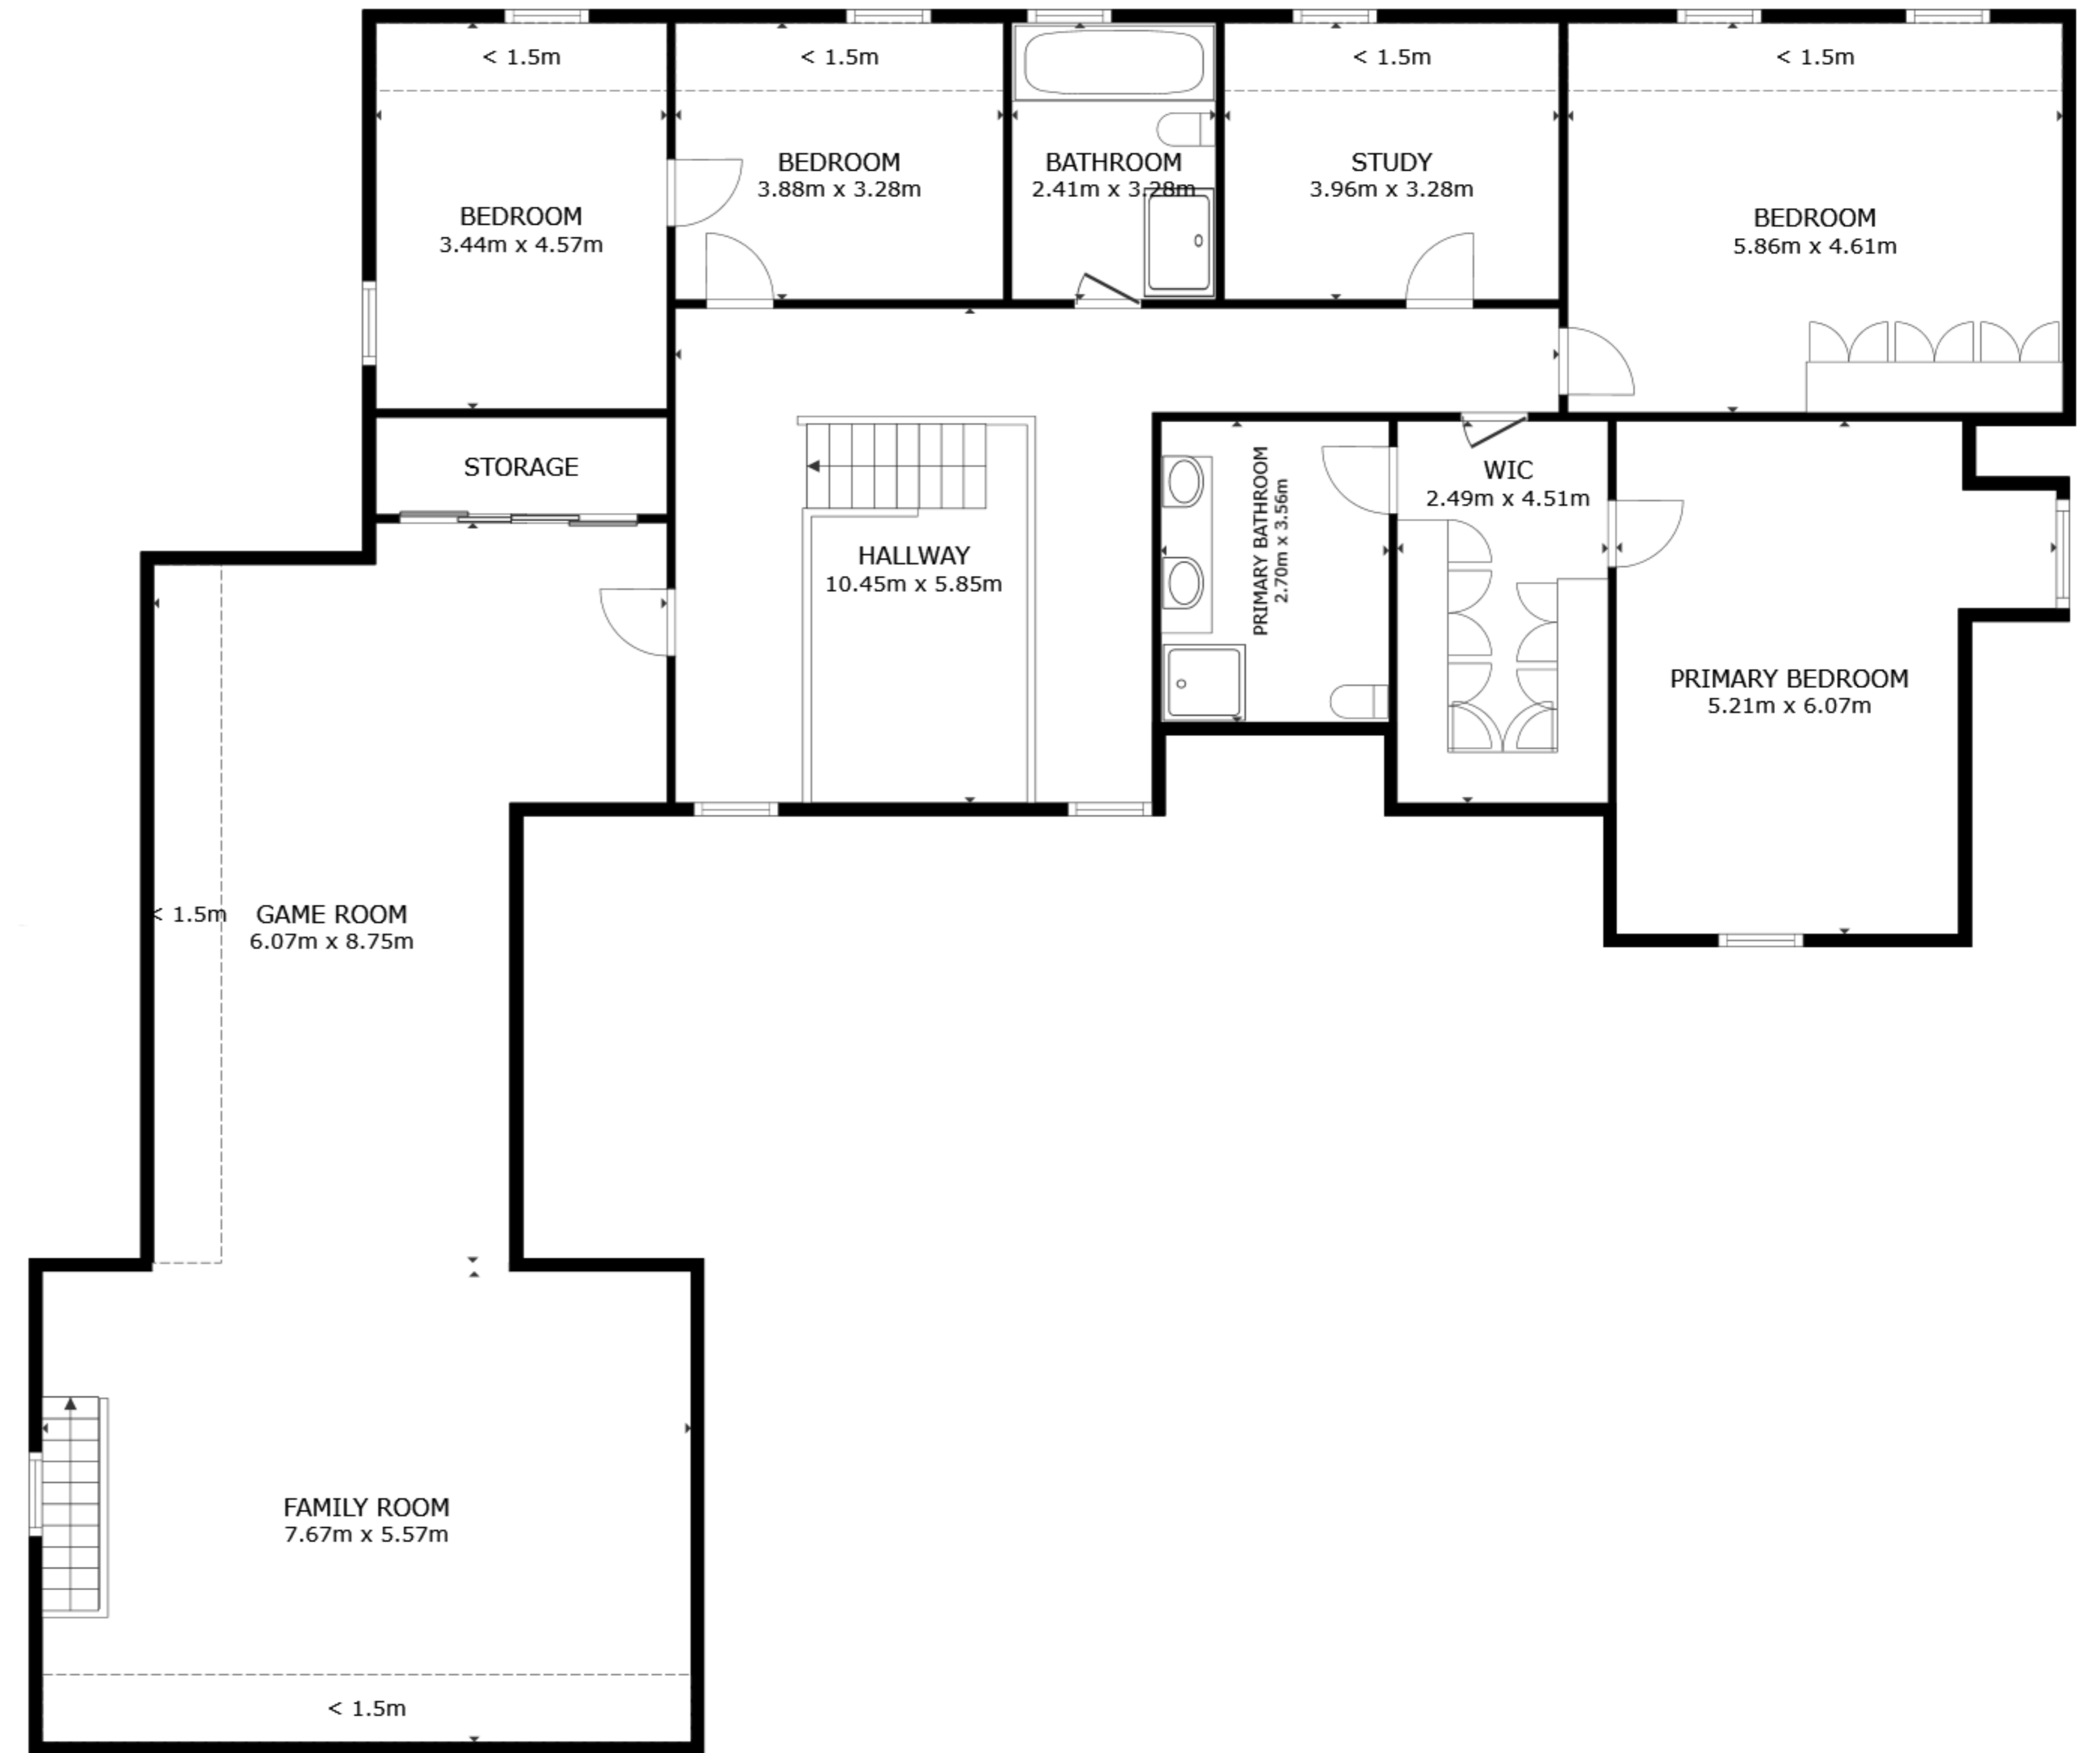 < 1.5m
< 1.5m
< 1.5m
< 1.5m
BEDROOM
3.44m x 4.57m
BEDROOM
3.88m x 3.28m
BATHROOM
2.41m x 3.28m
STUDY
3.96m x 3.28m
BEDROOM
5.86m x 4.61m
STORAGE
HALLWAY
10.45m x 5.85m
PRIMARY BATHROOM
2.70m x 3.56m
WIC
2.49m x 4.51m
PRIMARY BEDROOM
5.21m x 6.07m
< 1.5m
GAME ROOM
6.07m x 8.75m
FAMILY ROOM
7.67m x 5.57m
< 1.5m